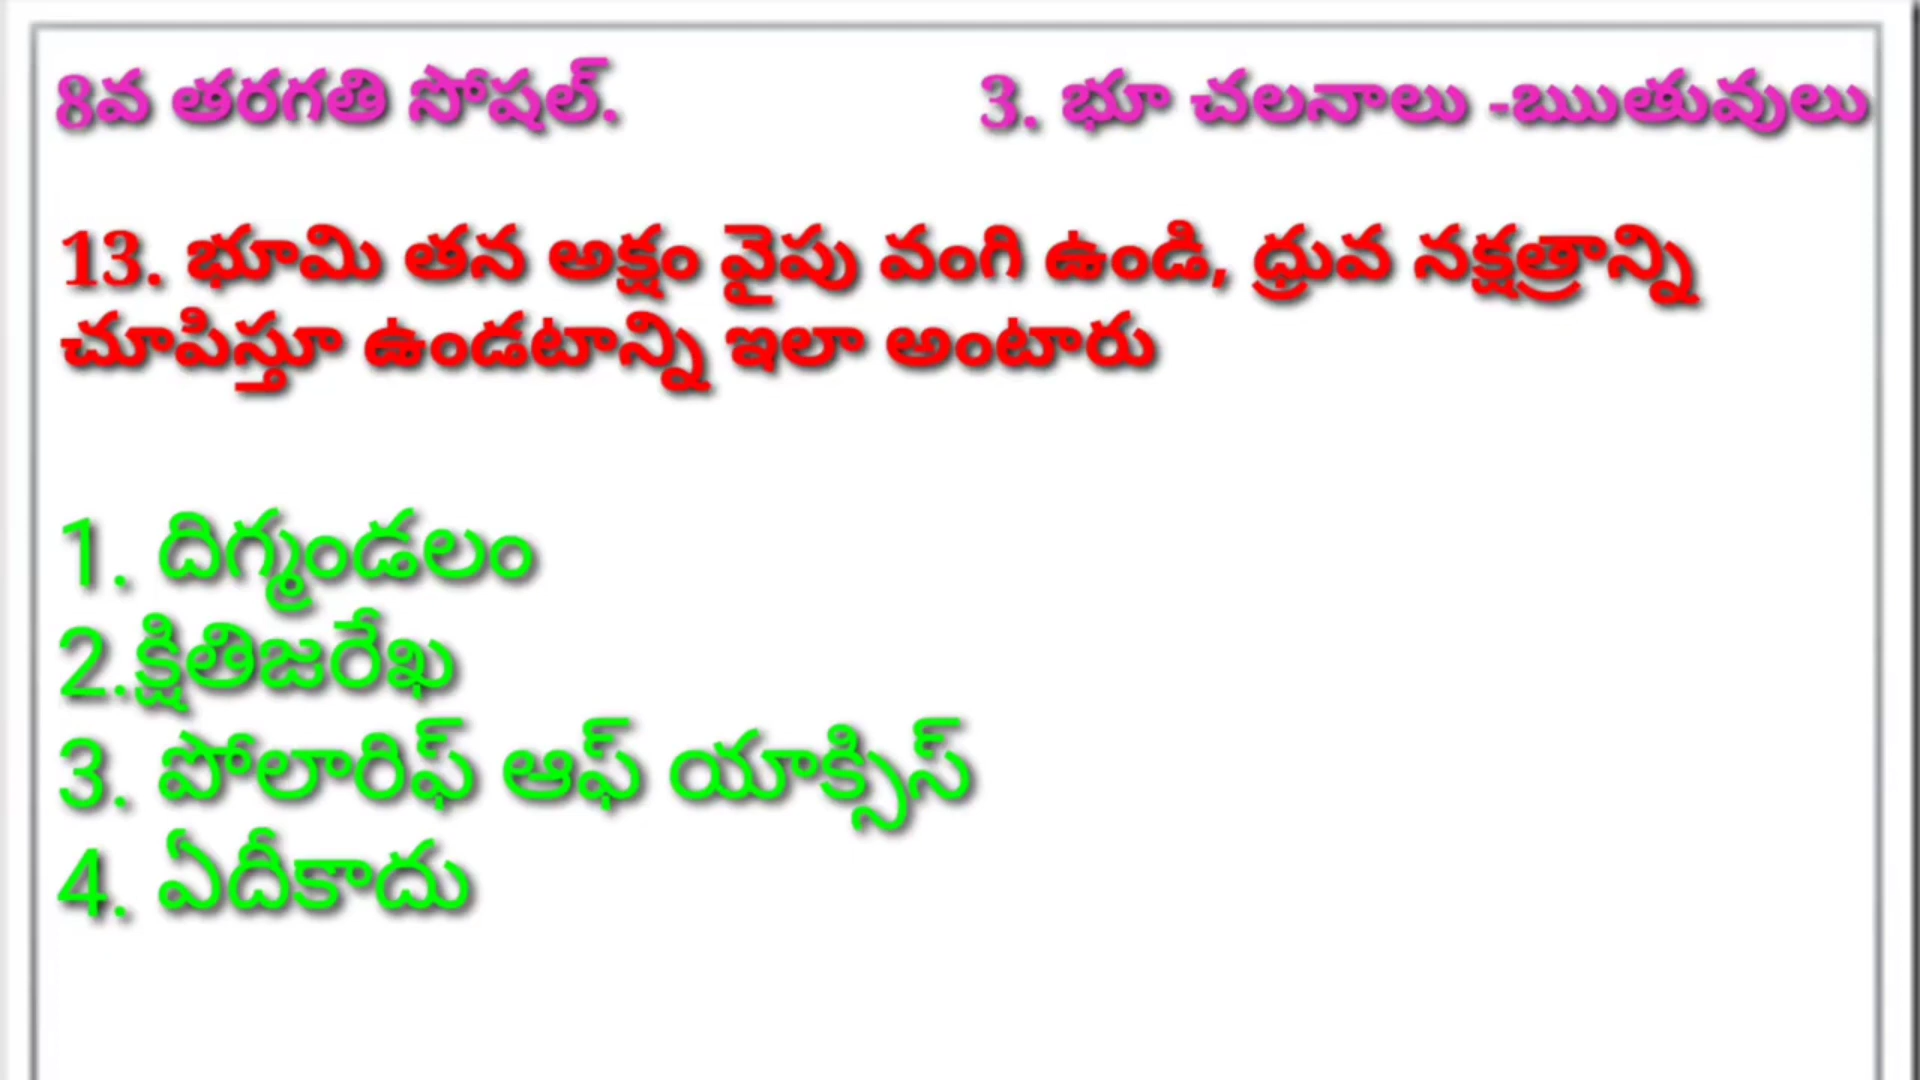 8వ తరగతి సోషల్.
3. భూ చలనాలు -ఋతువులు
13. భూమి తన అక్షం వైపు వంగి ఉండి, ధ్రువ నక్షత్రాన్ని
చూపిస్తూ ఉండటాన్ని ఇలా అంటారు
1. దిగ్మండలం
2.క్షితిజరేఖ
3. పోలారిఫ్ ఆఫ్ యాక్సిస్
4. ఏదీకాదు